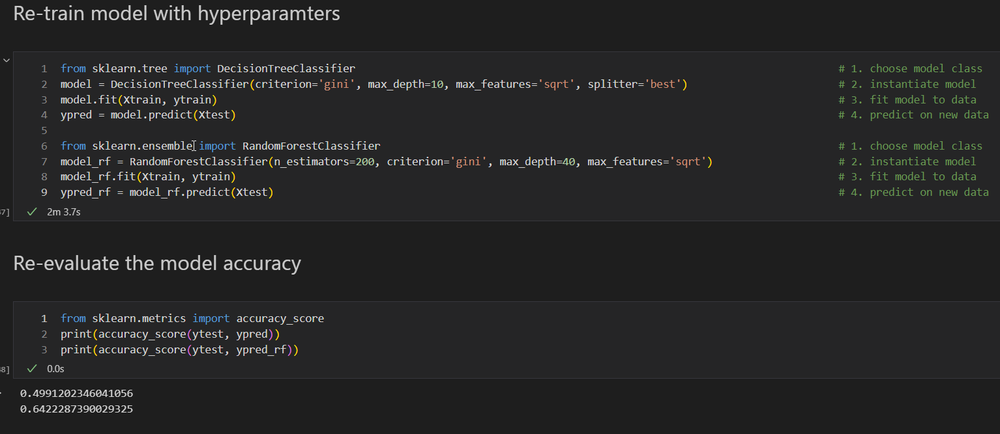 Re-train model with hyperparamters
1 from sklearn.tree import DecisionTreeClassifier # 1. choose model class
2 model = DecisionTreeClassifier(criterion='gini', max_depth=10, max_features='sqrt', splitter='best') # 2. instantiate model
3 model.fit(Xtrain, ytrain) # 3. fit model to data
4 ypred = model.predict(Xtest) # 4. predict on new data
5
6 from sklearn.ensemble import RandomForestClassifier # 1. choose model class
7 model_rf = RandomForestClassifier(n_estimators=200, criterion='gini', max_depth=40, max_features='sqrt') # 2. instantiate model
8 model_rf.fit(Xtrain, ytrain) # 3. fit model to data
9 ypred_rf = model_rf.predict(Xtest) # 4. predict on new data
7] ✓ 2m 3.7s
Re-evaluate the model accuracy
1 from sklearn.metrics import accuracy_score
2 print(accuracy_score(ytest, ypred))
3 print(accuracy_score(ytest, ypred_rf))
8] ✓ 0.0s
0.4991202346041056
0.6422287390029325